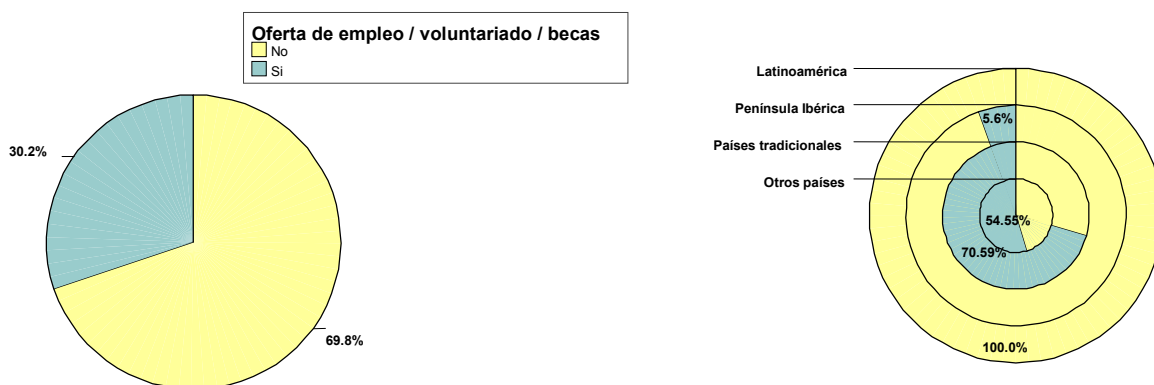 Oferta de empleo / voluntariado / becas
No
Si
30.2%
69.8%
Latinoamérica
Península Ibérica
5.6%
Países tradicionales
Otros países
54.55%
70.59%
100.0%